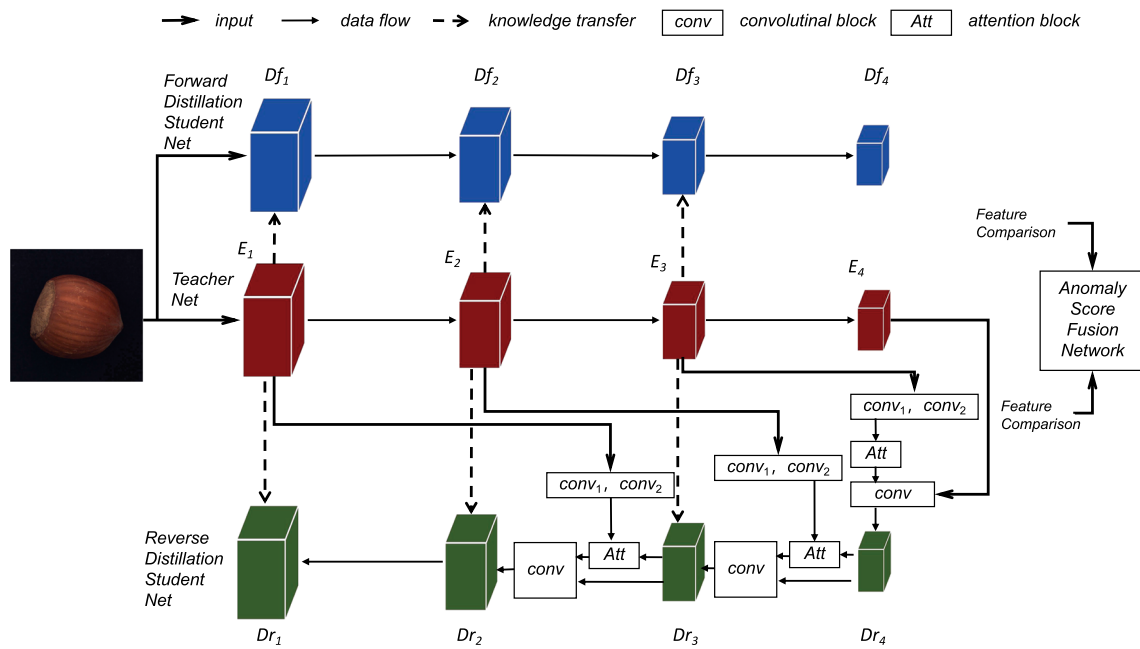 input
data flow
knowledge transfer
conv
convolutinal block
Att
attention block
Forward
Distillation
Student
Net
Df₁
Df₂
Df₃
Df₄
Teacher
Net
E₁
E₂
E₃
E₄
Feature
Comparison
Anomaly
Score
Fusion
Network
Feature
Comparison
conv₁, conv₂
Att
conv
conv₁, conv₂
conv₁, conv₂
Reverse
Distillation
Student
Net
Att
conv
Att
conv
Dr₁
Dr₂
Dr₃
Dr₄